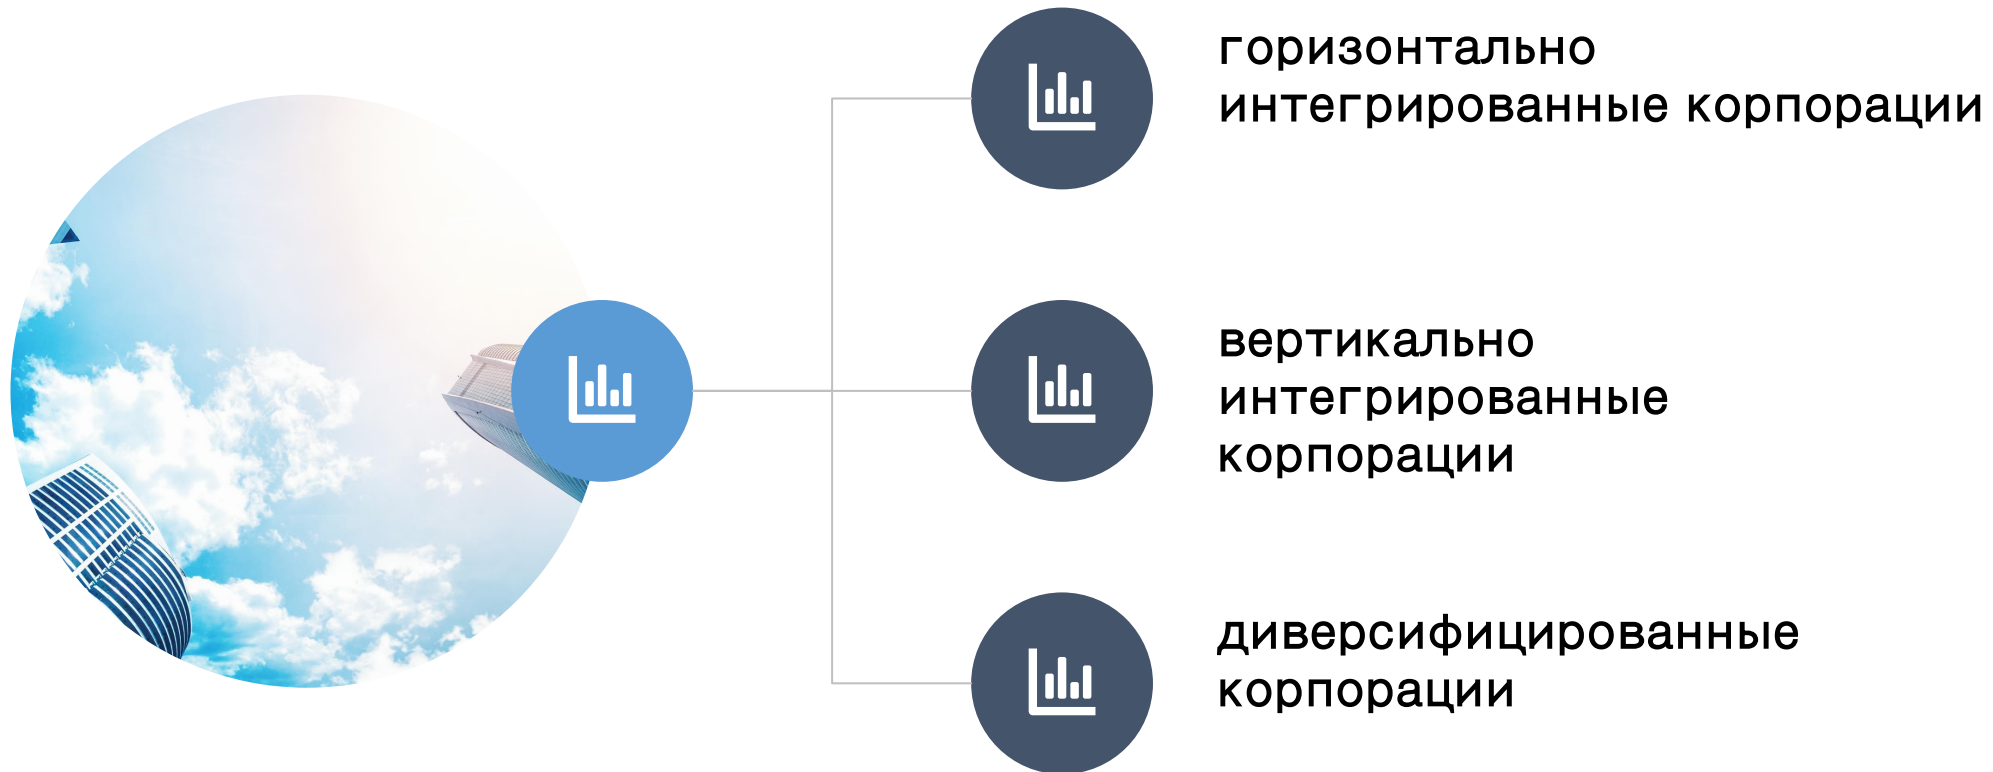 горизонтально
интегрированные корпорации
вертикально
интегрированные
корпорации
диверсифицированные
корпорации